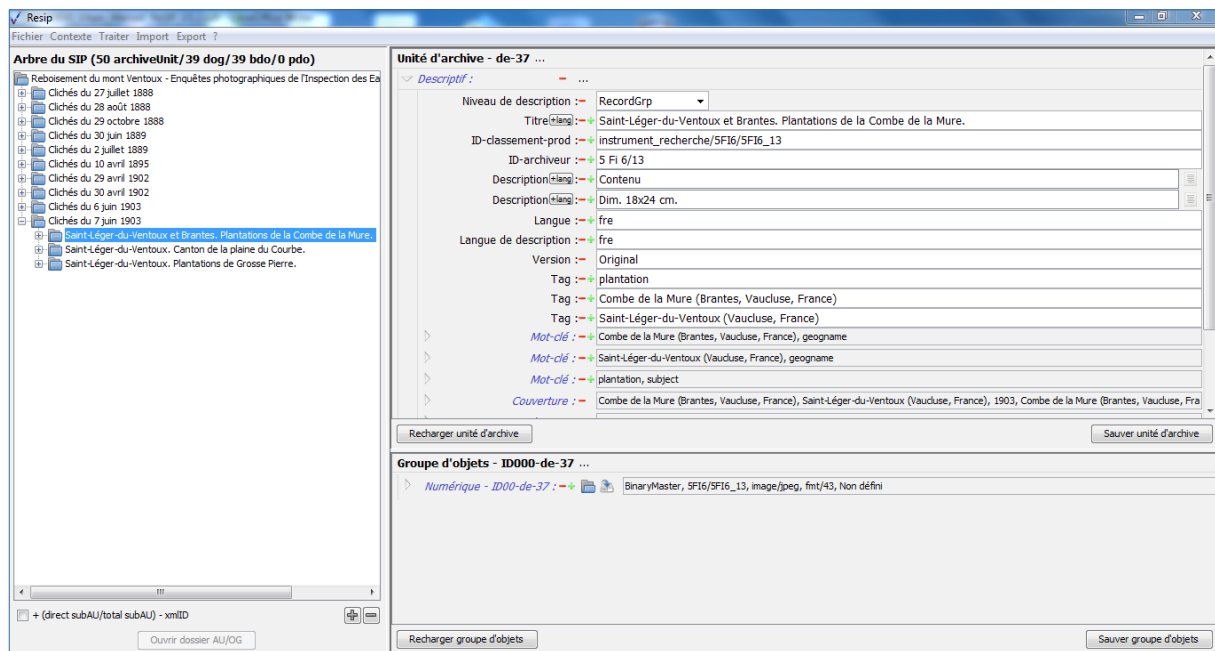 Resip
Fichier Contexte Traiter Import Export ?
Arbre du SIP (50 archiveUnit/39 dog/39 bdo/0 pdo)
Reboisement du mont Ventoux - Enquêtes photographiques de l'Inspection des Ea
Clichés du 27 juillet 1888
Clichés du 28 août 1888
Clichés du 29 octobre 1888
Clichés du 30 juin 1889
Clichés du 2 juillet 1889
Clichés du 10 avril 1895
Clichés du 29 avril 1902
Clichés du 30 avril 1902
Clichés du 6 juin 1903
Clichés du 7 juin 1903
Saint-Léger-du-Ventoux et Brantes. Plantations de la Combe de la Mure.
Saint-Léger-du-Ventoux. Canton de la plaine du Courbe.
Saint-Léger-du-Ventoux. Plantations de Grosse Pierre.
+ (direct subAU/total subAU) - xmlID
Ouvrir dossier AU/OG
Unité d'archive - de-37 ...
Descriptif : − ...
Niveau de description :− RecordGrp
Titre +lang :−+ Saint-Léger-du-Ventoux et Brantes. Plantations de la Combe de la Mure.
ID-classement-prod :−+ instrument_recherche/5FI6/5FI6_13
ID-archiveur :−+ 5 Fi 6/13
Description +lang :−+ Contenu
Description +lang :−+ Dim. 18x24 cm.
Langue :−+ fre
Langue de description :−+ fre
Version :− Original
Tag :−+ plantation
Tag :−+ Combe de la Mure (Brantes, Vaucluse, France)
Tag :−+ Saint-Léger-du-Ventoux (Vaucluse, France)
Mot-clé : −+ Combe de la Mure (Brantes, Vaucluse, France), geogname
Mot-clé : −+ Saint-Léger-du-Ventoux (Vaucluse, France), geogname
Mot-clé : −+ plantation, subject
Couverture : − Combe de la Mure (Brantes, Vaucluse, France), Saint-Léger-du-Ventoux (Vaucluse, France), 1903, Combe de la Mure (Brantes, Vaucluse, Fra
Recharger unité d'archive
Sauver unité d'archive
Groupe d'objets - ID000-de-37 ...
Numérique - ID00-de-37 : −+ BinaryMaster, 5FI6/5FI6_13, image/jpeg, fmt/43, Non défini
Recharger groupe d'objets
Sauver groupe d'objets